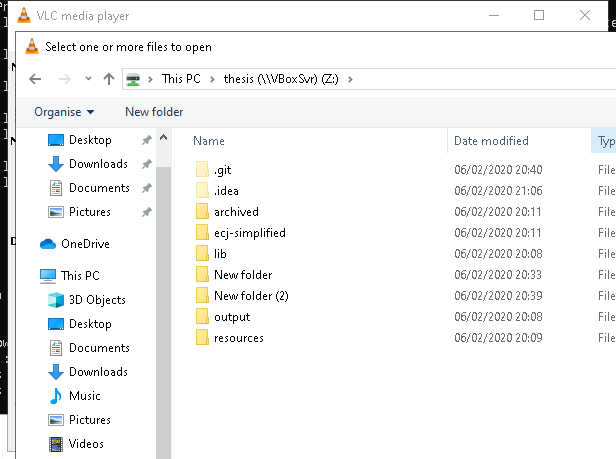 VLC media player
Select one or more files to open
This PC > thesis (\\VBoxSvr) (Z:) >
Organise New folder
Name Date modified Typ
Desktop
Downloads
Documents
Pictures
OneDrive
This PC
3D Objects
Desktop
Documents
Downloads
Music
Pictures
Videos
.git 06/02/2020 20:40 File
.idea 06/02/2020 21:06 File
archived 06/02/2020 20:11 File
ecj-simplified 06/02/2020 20:11 File
lib 06/02/2020 20:08 File
New folder 06/02/2020 20:33 File
New folder (2) 06/02/2020 20:39 File
output 06/02/2020 20:08 File
resources 06/02/2020 20:09 File